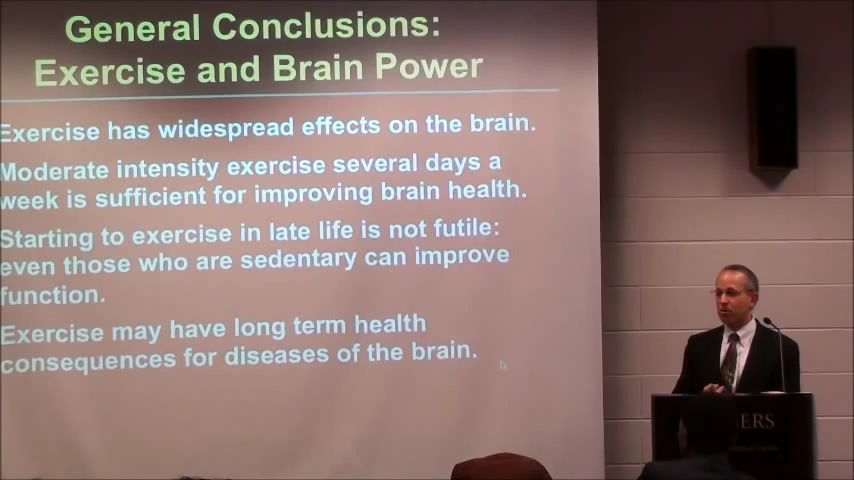 General Conclusions:
Exercise and Brain Power
Exercise has widespread effects on the brain.
Moderate intensity exercise several days a
week is sufficient for improving brain health.
Starting to exercise in late life is not futile:
even those who are sedentary can improve
function.
Exercise may have long term health
consequences for diseases of the brain.
ERS